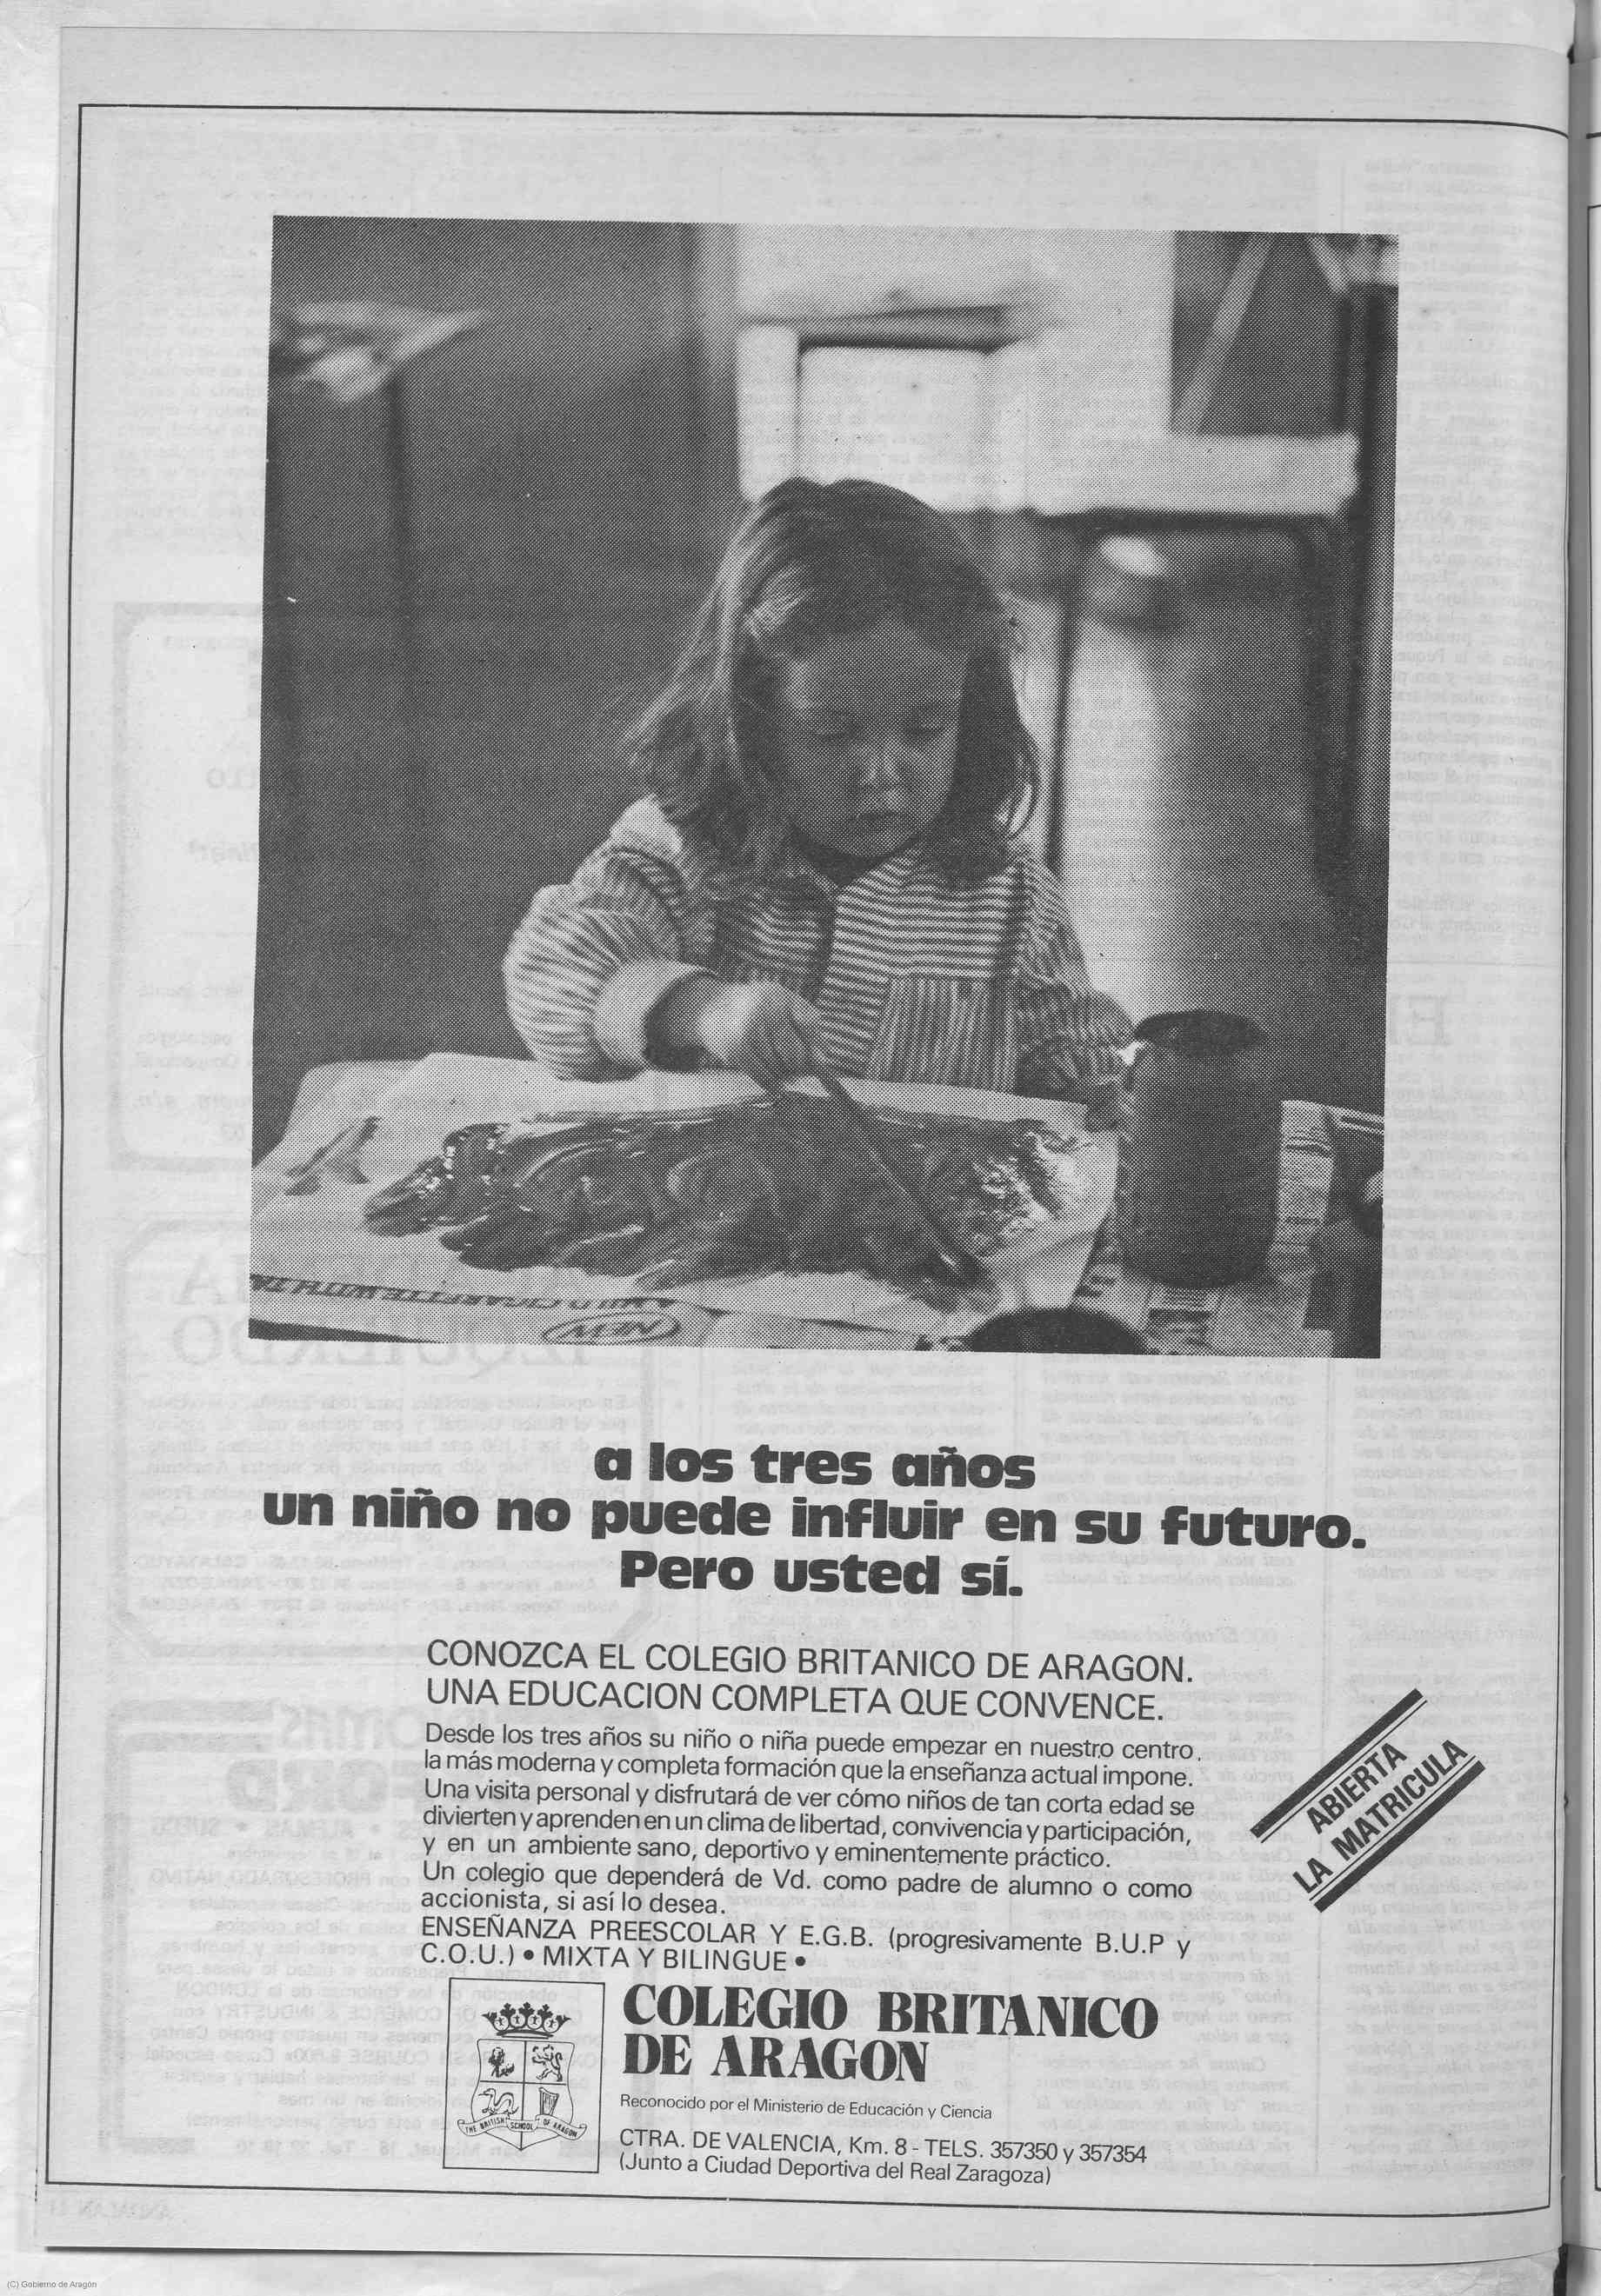 A MILD CIGARETTE WITH TA
NEW
a los tres años
un niño no puede influir en su futuro.
Pero usted sí.
CONOZCA EL COLEGIO BRITANICO DE ARAGON.
UNA EDUCACION COMPLETA QUE CONVENCE.
Desde los tres años su niño o niña puede empezar en nuestro centro,
la más moderna y completa formación que la enseñanza actual impone.
Una visita personal y disfrutará de ver cómo niños de tan corta edad se
divierten y aprenden en un clima de libertad, convivencia y participación,
y en un ambiente sano, deportivo y eminentemente práctico.
Un colegio que dependerá de Vd. como padre de alumno o como
accionista, si así lo desea.
ENSEÑANZA PREESCOLAR Y E.G.B. (progresivamente B.U.P y
C.O.U.) • MIXTA Y BILINGUE •
ABIERTA
LA MATRICULA
THE BRITISH SCHOOL OF ARAGON
COLEGIO BRITANICO
DE ARAGON
Reconocido por el Ministerio de Educación y Ciencia
CTRA. DE VALENCIA, Km. 8 - TELS. 357350 y 357354
(Junto a Ciudad Deportiva del Real Zaragoza)
(C) Gobierno de Aragón